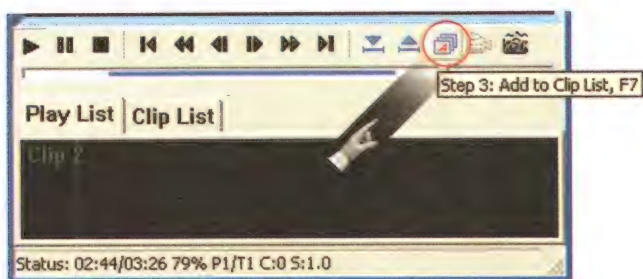 Step 3: Add to Clip List, F7
Play List Clip List
Clip 2
Status: 02:44/03:26 79% P1/T1 C:0 S:1.0